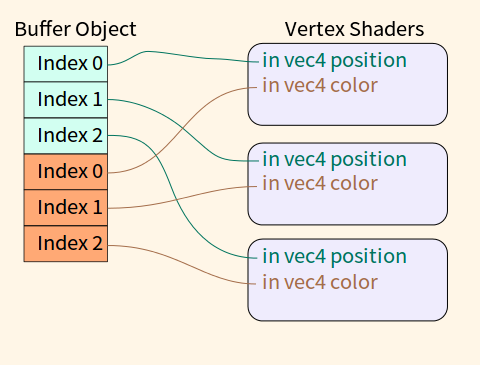 Buffer Object
Index 0
Index 1
Index 2
Index 0
Index 1
Index 2
Vertex Shaders
in vec4 position
in vec4 color
in vec4 position
in vec4 color
in vec4 position
in vec4 color